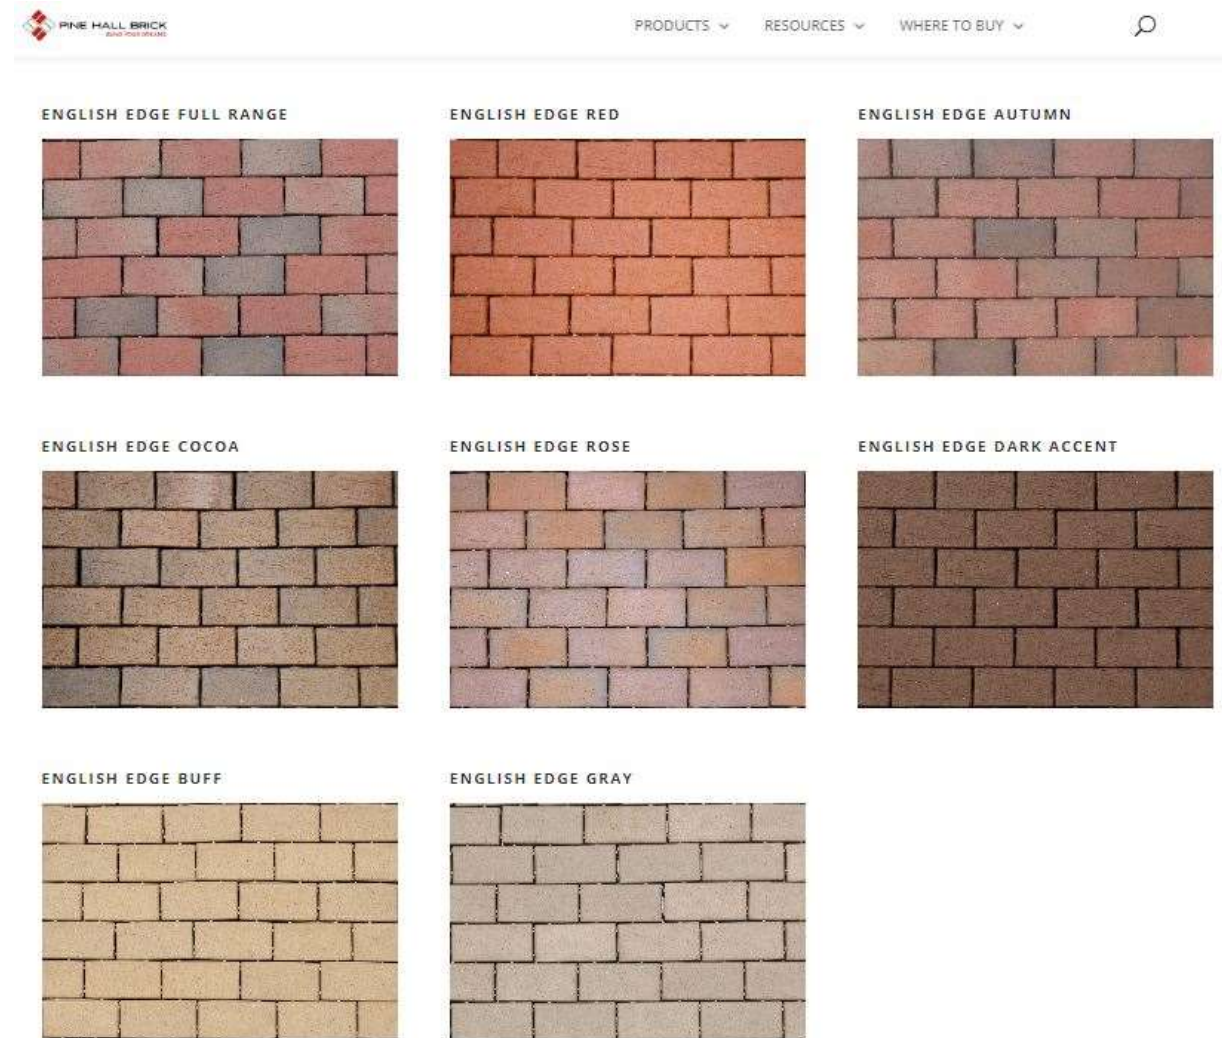 PINE HALL BRICK
PRODUCTS
RESOURCES
WHERE TO BUY
ENGLISH EDGE FULL RANGE
ENGLISH EDGE RED
ENGLISH EDGE AUTUMN
ENGLISH EDGE COCOA
ENGLISH EDGE ROSE
ENGLISH EDGE DARK ACCENT
ENGLISH EDGE BUFF
ENGLISH EDGE GRAY